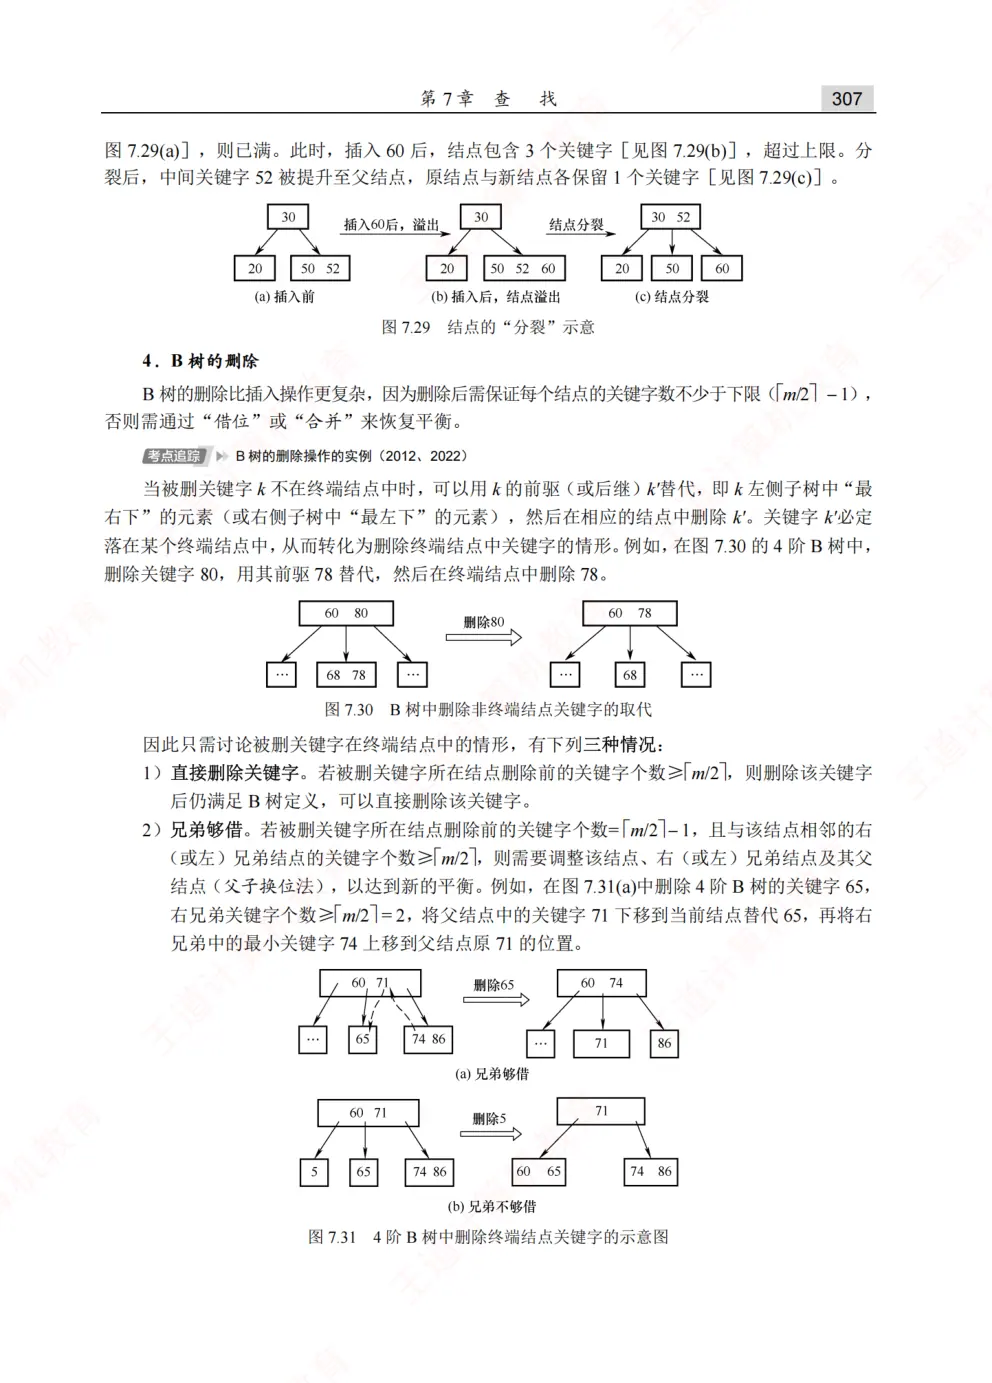 第 7 章　查　找
307
图 7.29(a)］，则已满。此时，插入 60 后，结点包含 3 个关键字［见图 7.29(b)］，超过上限。分
裂后，中间关键字 52 被提升至父结点，原结点与新结点各保留 1 个关键字［见图 7.29(c)］。
30
插入60后，溢出
30
结点分裂
30 52
20
50 52
20
50 52 60
20
50
60
(a) 插入前
(b) 插入后，结点溢出
(c) 结点分裂
图 7.29　结点的“分裂”示意
4．B 树的删除
B 树的删除比插入操作更复杂，因为删除后需保证每个结点的关键字数不少于下限（⌈m/2⌉ − 1），
否则需通过“借位”或“合并”来恢复平衡。
考点追踪
B 树的删除操作的实例（2012、2022）
当被删关键字 k 不在终端结点中时，可以用 k 的前驱（或后继）k′替代，即 k 左侧子树中“最
右下”的元素（或右侧子树中“最左下”的元素），然后在相应的结点中删除 k′。关键字 k′必定
落在某个终端结点中，从而转化为删除终端结点中关键字的情形。例如，在图 7.30 的 4 阶 B 树中，
删除关键字 80，用其前驱 78 替代，然后在终端结点中删除 78。
60 80
删除80
60 78
…
68 78
…
…
68
…
图 7.30　B 树中删除非终端结点关键字的取代
因此只需讨论被删关键字在终端结点中的情形，有下列三种情况：
1）直接删除关键字。若被删关键字所在结点删除前的关键字个数≥⌈m/2⌉，则删除该关键字
后仍满足 B 树定义，可以直接删除该关键字。
2）兄弟够借。若被删关键字所在结点删除前的关键字个数=⌈m/2⌉− 1，且与该结点相邻的右
（或左）兄弟结点的关键字个数≥⌈m/2⌉，则需要调整该结点、右（或左）兄弟结点及其父
结点（父子换位法），以达到新的平衡。例如，在图 7.31(a)中删除 4 阶 B 树的关键字 65，
右兄弟关键字个数≥⌈m/2⌉ = 2，将父结点中的关键字 71 下移到当前结点替代 65，再将右
兄弟中的最小关键字 74 上移到父结点原 71 的位置。
60 71
删除65
60 74
…
65
74 86
…
71
86
(a) 兄弟够借
60 71
删除5
71
5
65
74 86
60 65
74 86
(b) 兄弟不够借
图 7.31　4 阶 B 树中删除终端结点关键字的示意图